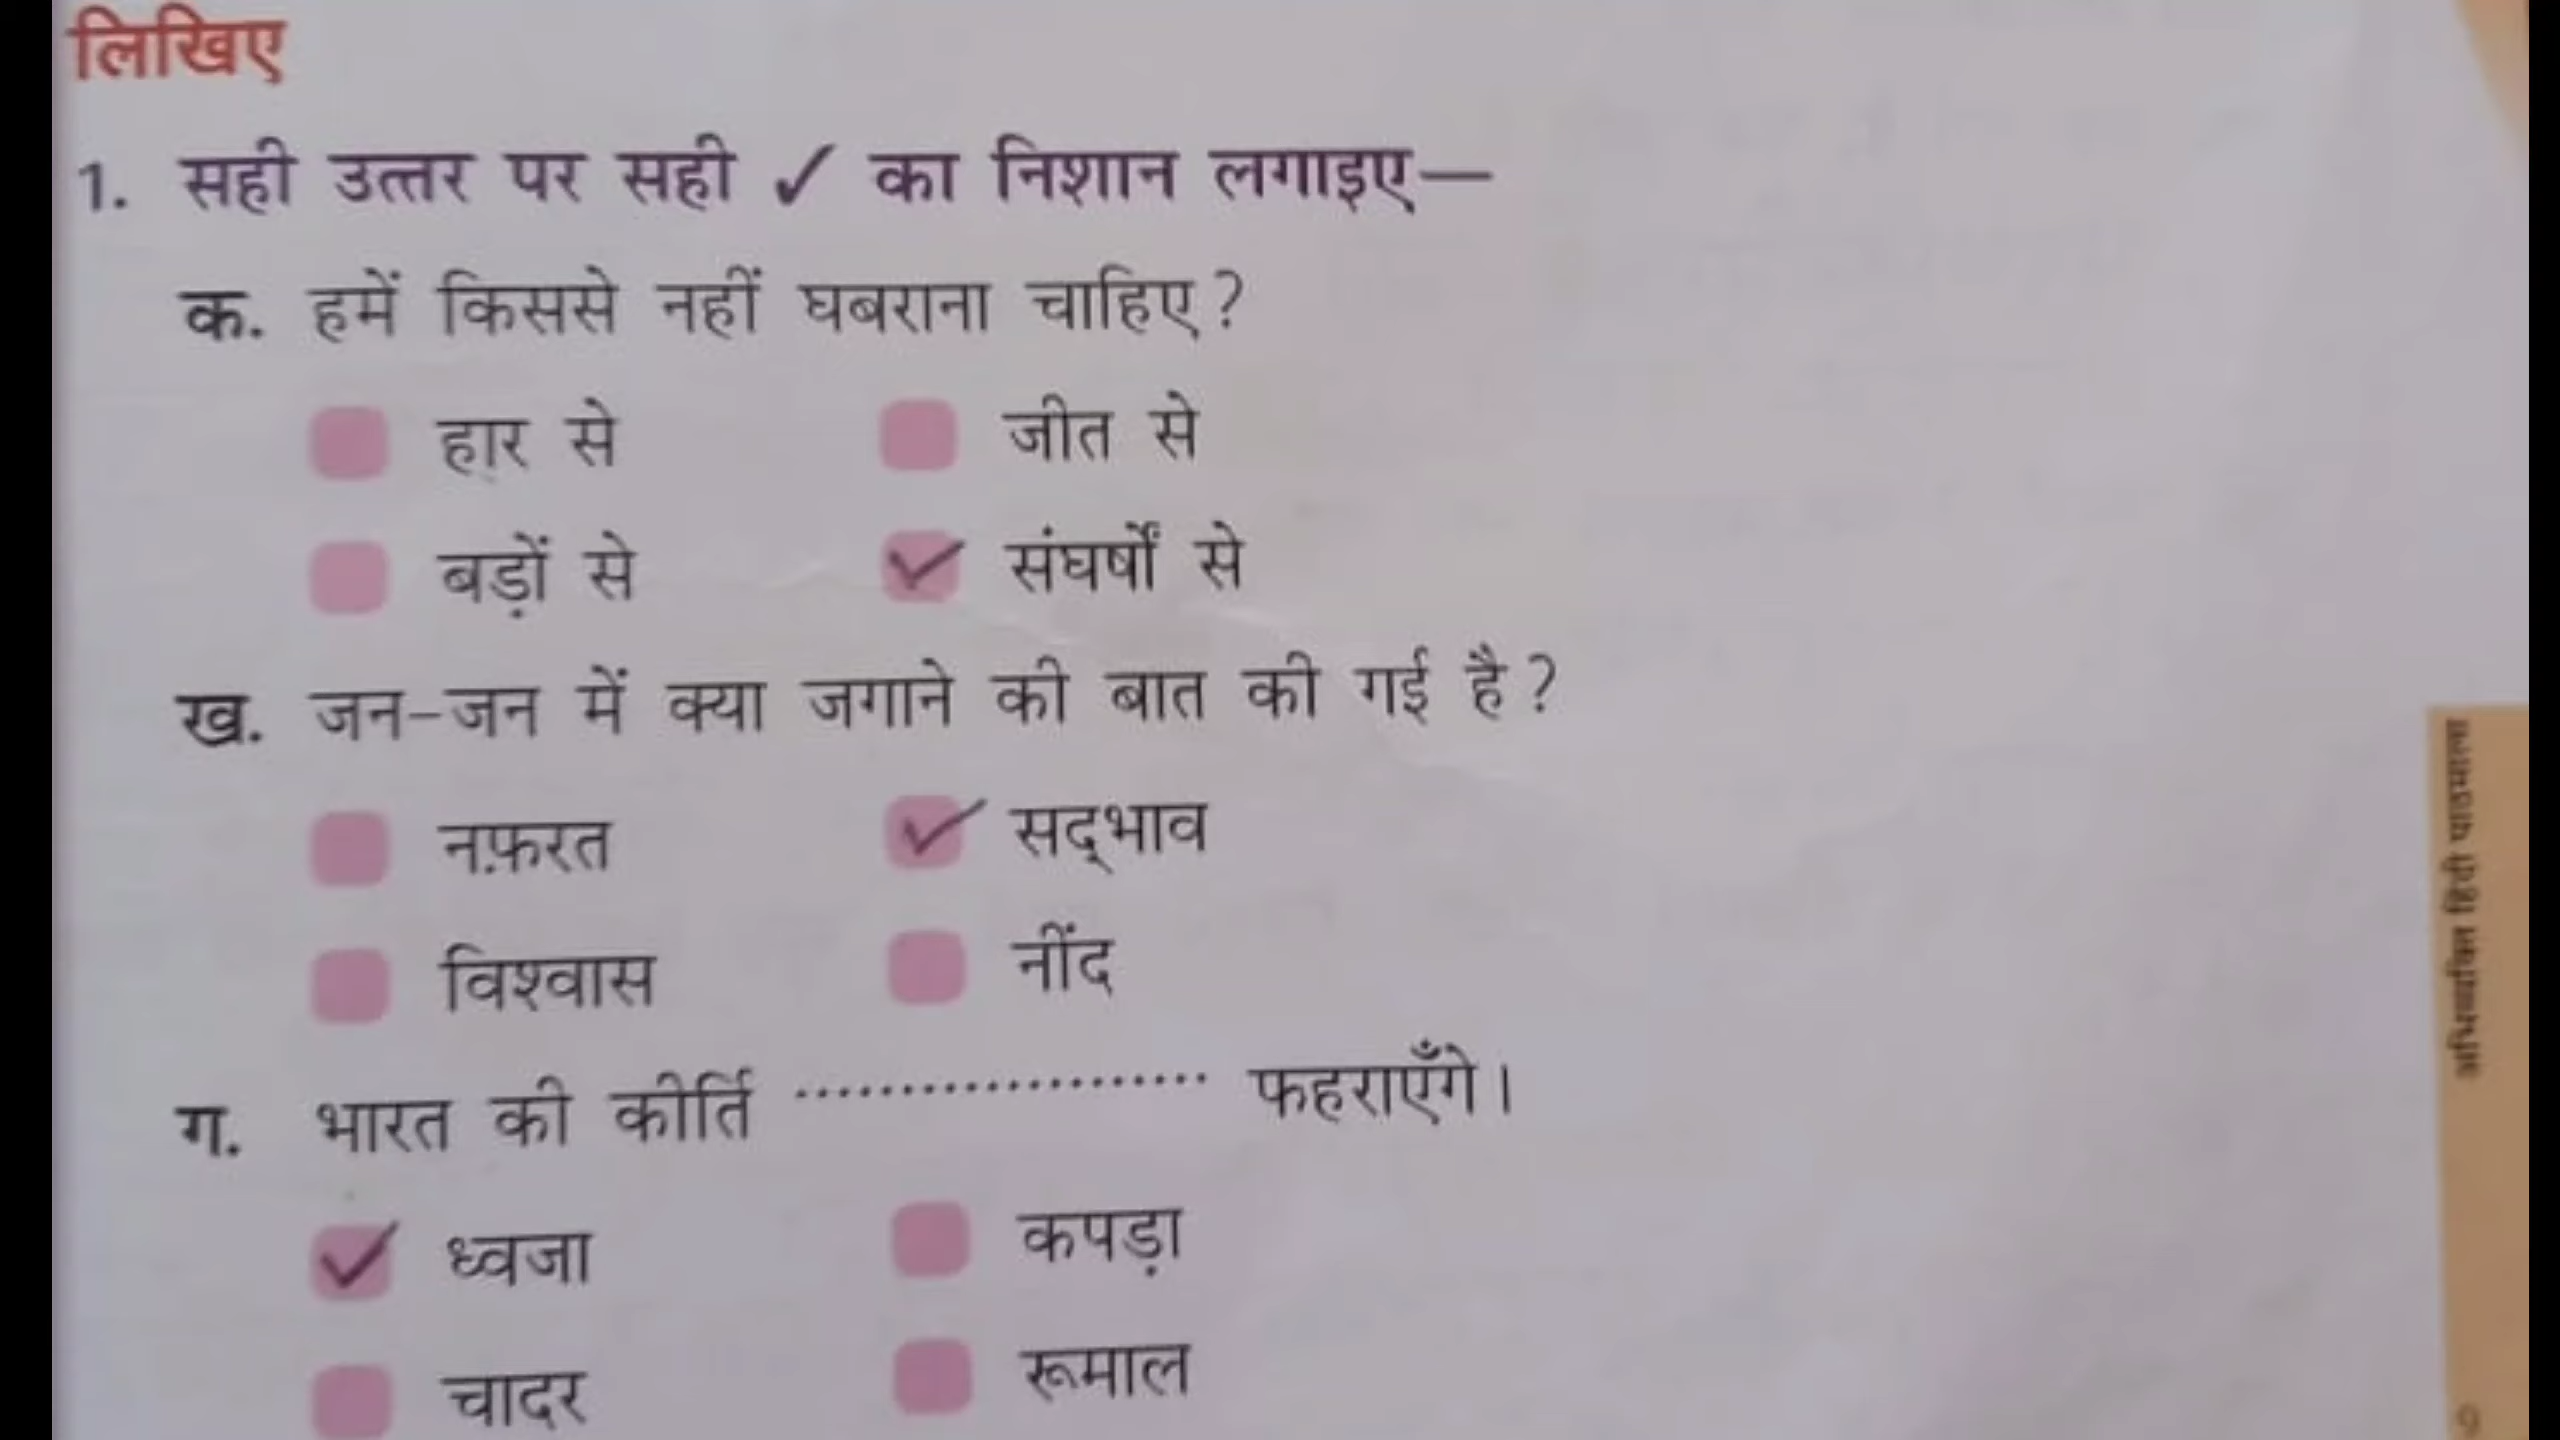 लिखिए
1. सही उत्तर पर सही ✓ का निशान लगाइए—
क. हमें किससे नहीं घबराना चाहिए?
हार से जीत से
बड़ों से ✓ संघर्षों से
ख. जन-जन में क्या जगाने की बात की गई है?
नफ़रत ✓ सद्भाव
विश्वास नींद
ग. भारत की कीर्ति .................... फहराएँगे।
✓ ध्वजा कपड़ा
चादर रूमाल
हिंदी पाठमाला